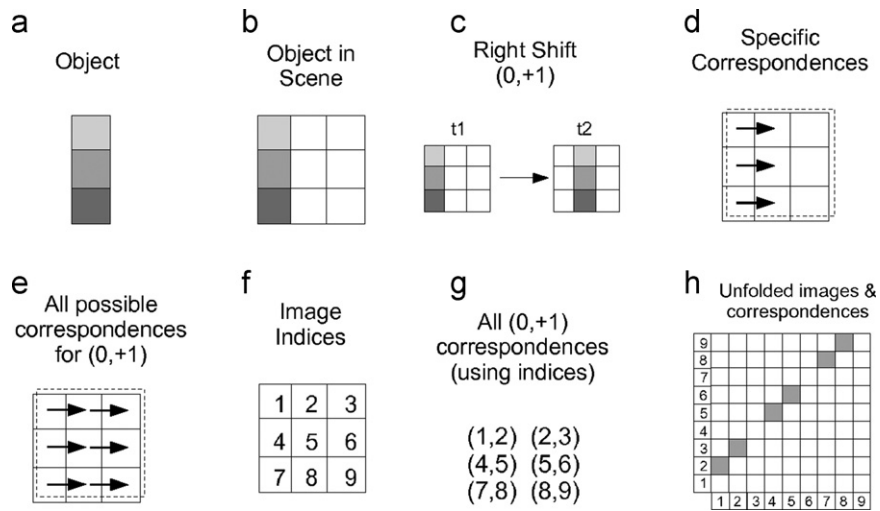 a
Object
b
Object in
Scene
c
Right Shift
(0,+1)
t1
t2
d
Specific
Correspondences
e
All possible
correspondences
for (0,+1)
f
Image
Indices
1 2 3
4 5 6
7 8 9
g
All (0,+1)
correspondences
(using indices)
(1,2) (2,3)
(4,5) (5,6)
(7,8) (8,9)
h
Unfolded images &
correspondences
9
8
7
6
5
4
3
2
1
1 2 3 4 5 6 7 8 9